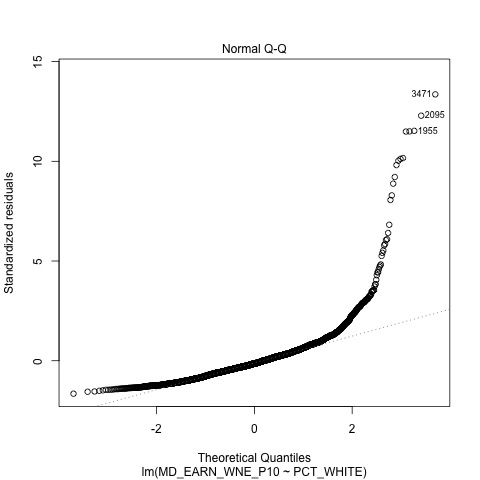 Normal Q-Q
15
10
5
0
Standardized residuals
3471
2095
1955
-2
0
2
Theoretical Quantiles
lm(MD_EARN_WNE_P10 ~ PCT_WHITE)